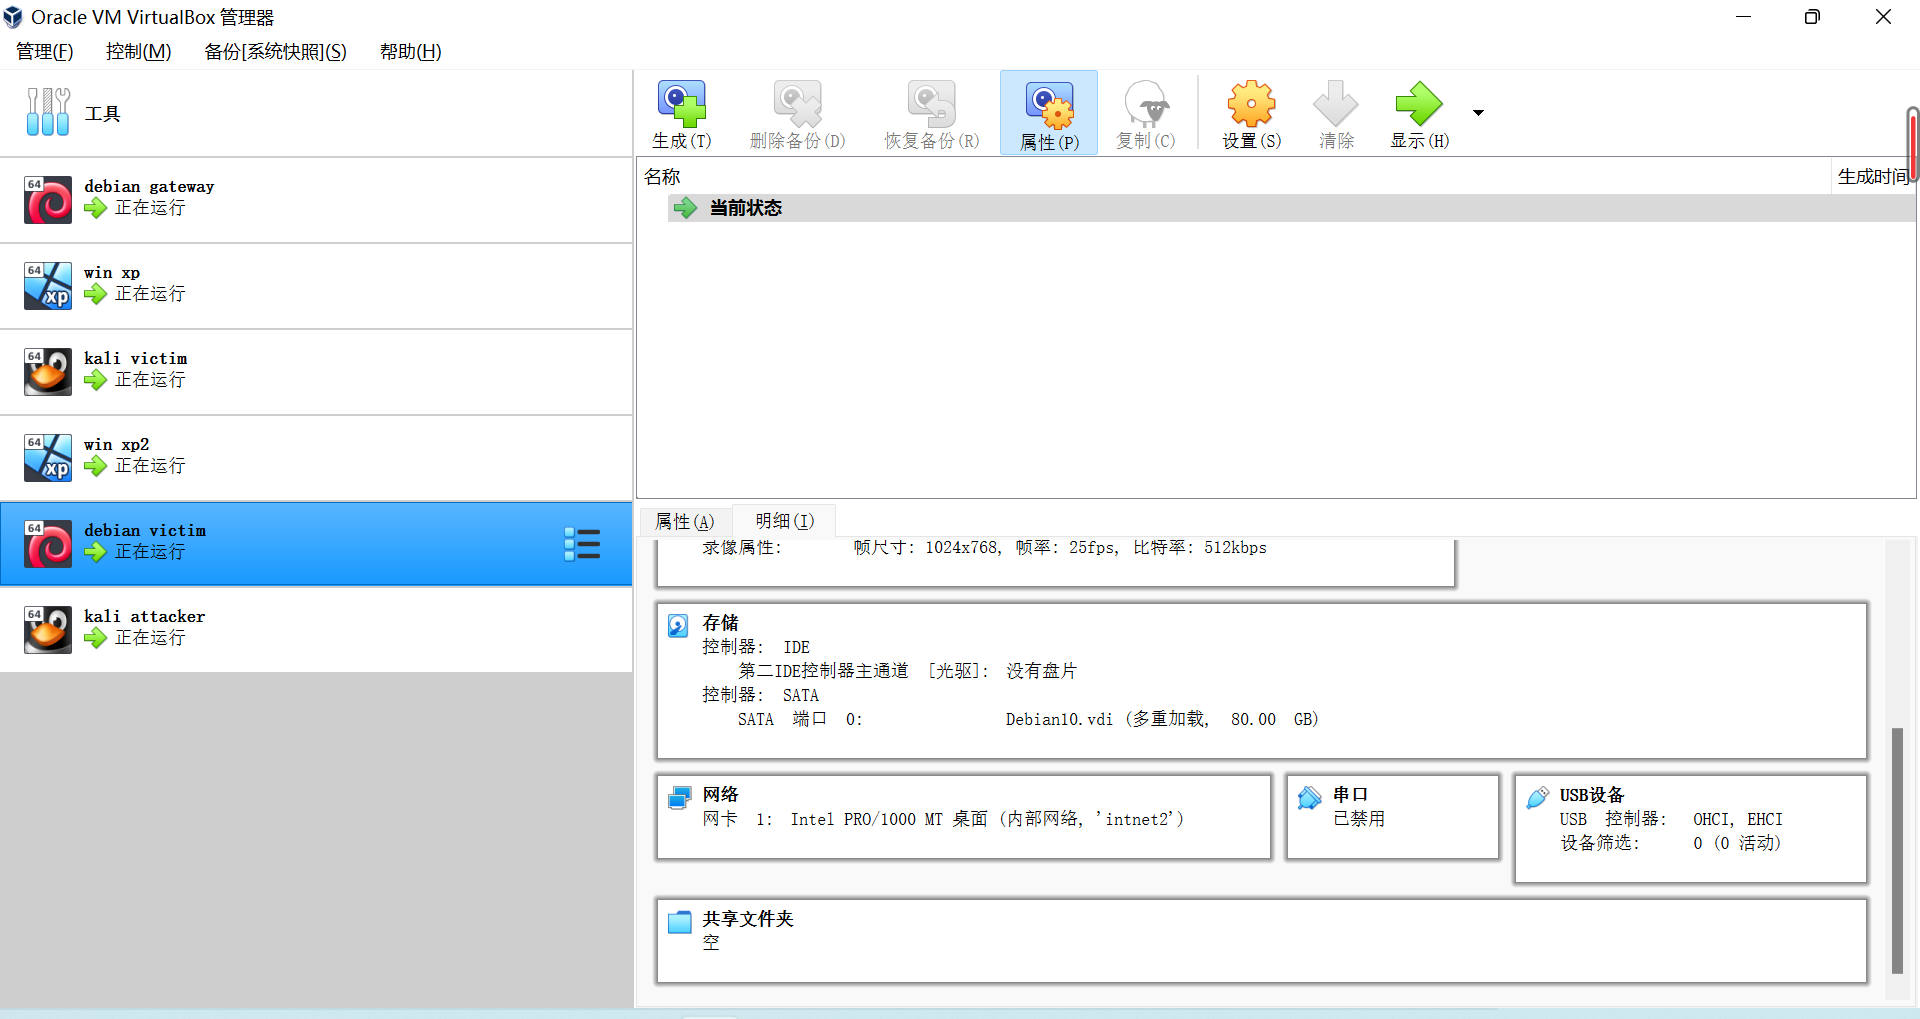 Oracle VM VirtualBox 管理器
管理(F) 控制(M) 备份[系统快照](S) 帮助(H)
工具
生成(T) 删除备份(D) 恢复备份(R) 属性(P) 复制(C) 设置(S) 清除 显示(H)
名称 生成时间
当前状态
64
debian gateway
正在运行
64
xp
win xp
正在运行
64
kali victim
正在运行
64
xp
win xp2
正在运行
64
debian victim
正在运行
64
kali attacker
正在运行
属性(A) 明细(I)
录像属性: 帧尺寸: 1024x768, 帧率: 25fps, 比特率: 512kbps
存储
控制器: IDE
第二IDE控制器主通道 [光驱]: 没有盘片
控制器: SATA
SATA 端口 0: Debian10.vdi (多重加载, 80.00 GB)
网络
网卡 1: Intel PRO/1000 MT 桌面 (内部网络, 'intnet2')
串口
已禁用
USB设备
USB 控制器: OHCI, EHCI
设备筛选: 0 (0 活动)
共享文件夹
空